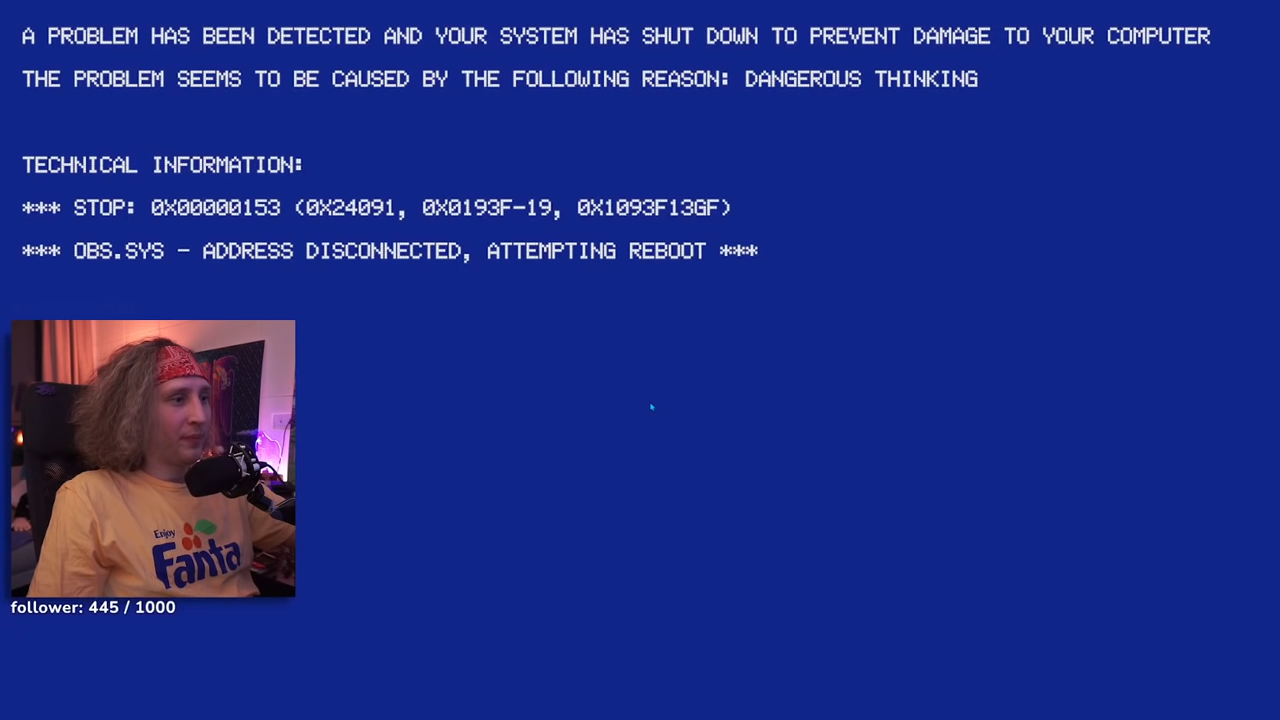 A PROBLEM HAS BEEN DETECTED AND YOUR SYSTEM HAS SHUT DOWN TO PREVENT DAMAGE TO YOUR COMPUTER
THE PROBLEM SEEMS TO BE CAUSED BY THE FOLLOWING REASON: DANGEROUS THINKING
TECHNICAL INFORMATION:
*** STOP: 0X00000153 (0X24091, 0X0193F-19, 0X1093F13GF)
*** OBS.SYS - ADDRESS DISCONNECTED, ATTEMPTING REBOOT ***
Enjoy
Fanta
follower: 445 / 1000